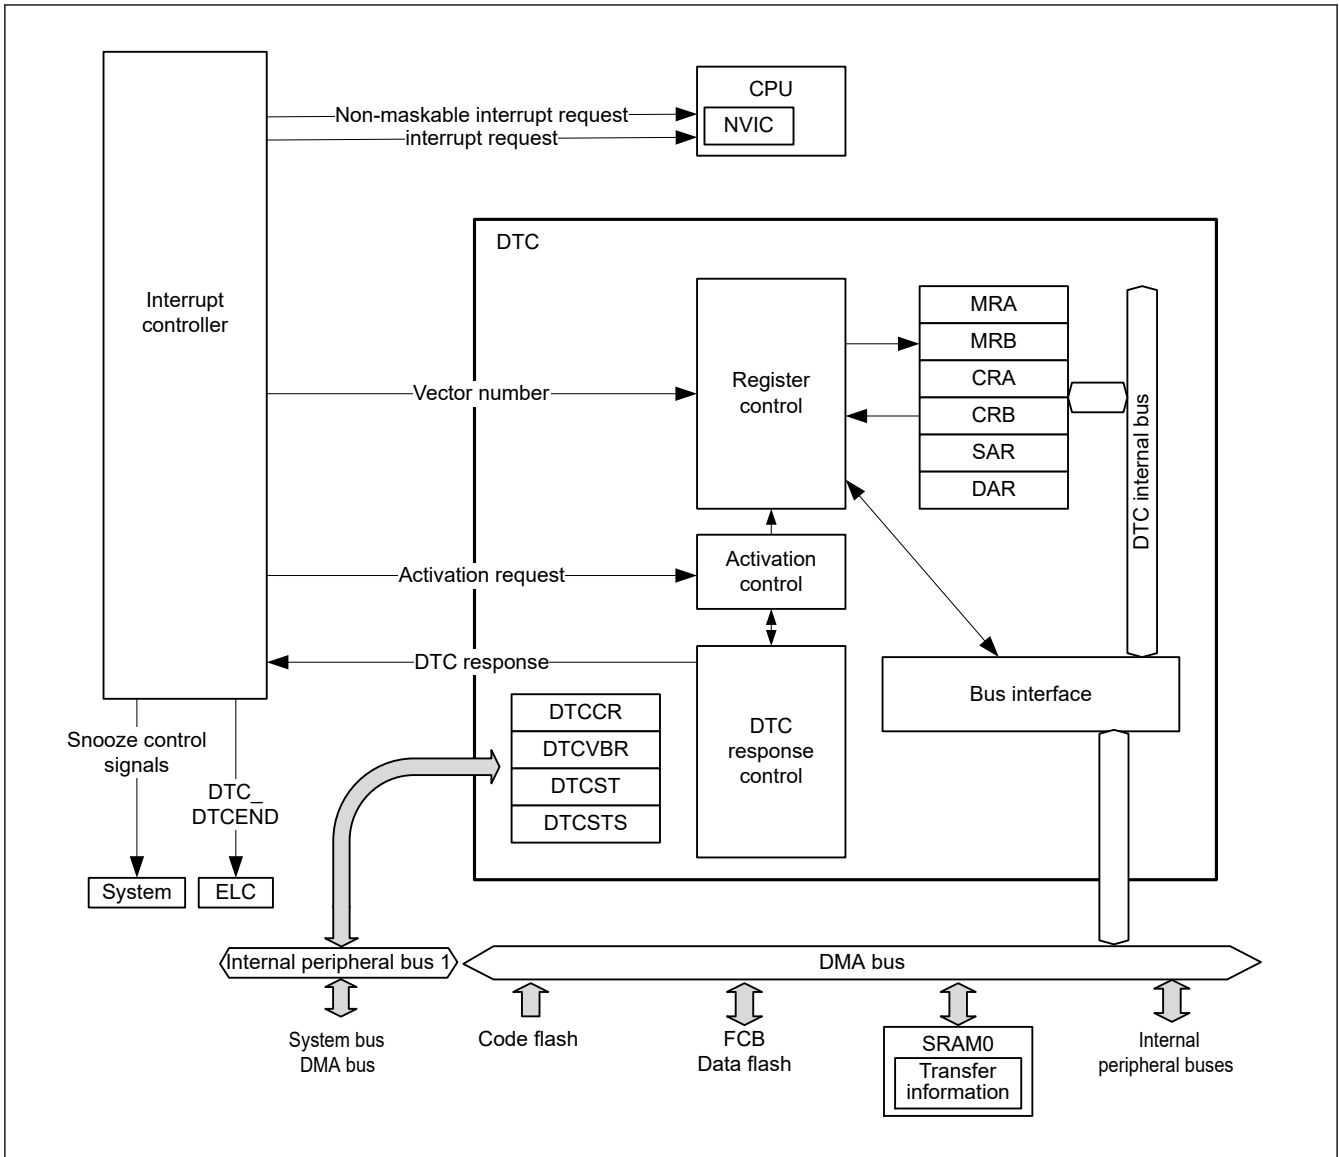 CPU
NVIC
Non-maskable interrupt request
interrupt request
DTC
Interrupt
controller
Register
control
MRA
MRB
CRA
CRB
SAR
DAR
DTC internal bus
Vector number
Activation
control
Activation request
DTC response
Bus interface
DTCCR
DTCVBR
DTCST
DTCSTS
DTC
response
control
Snooze control
signals
DTC_
DTCEND
System
ELC
Internal peripheral bus 1
DMA bus
System bus
DMA bus
Code flash
FCB
Data flash
SRAM0
Transfer
information
Internal
peripheral buses